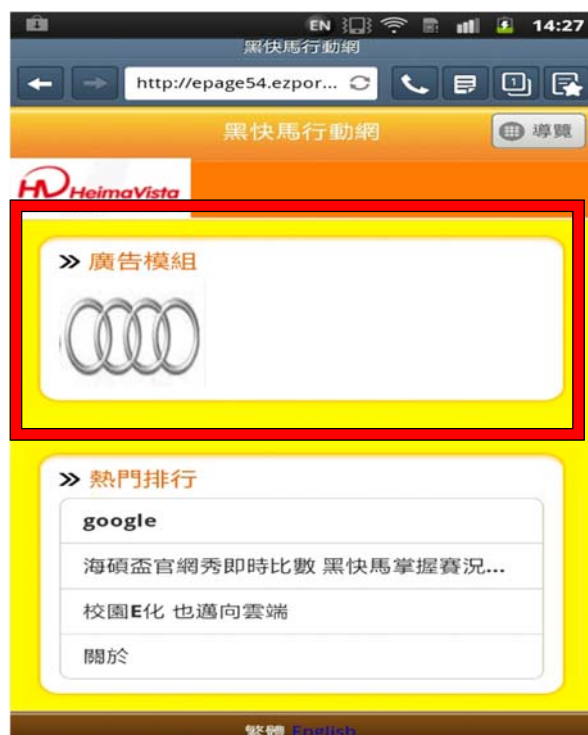 EN 14:27
黑快馬行動網
http://epage54.ezpor...
1
黑快馬行動網
導覽
HeimaVista
» 廣告模組
» 熱門排行
google
海碩盃官網秀即時比數 黑快馬掌握賽況...
校園E化 也邁向雲端
關於
繁體 English